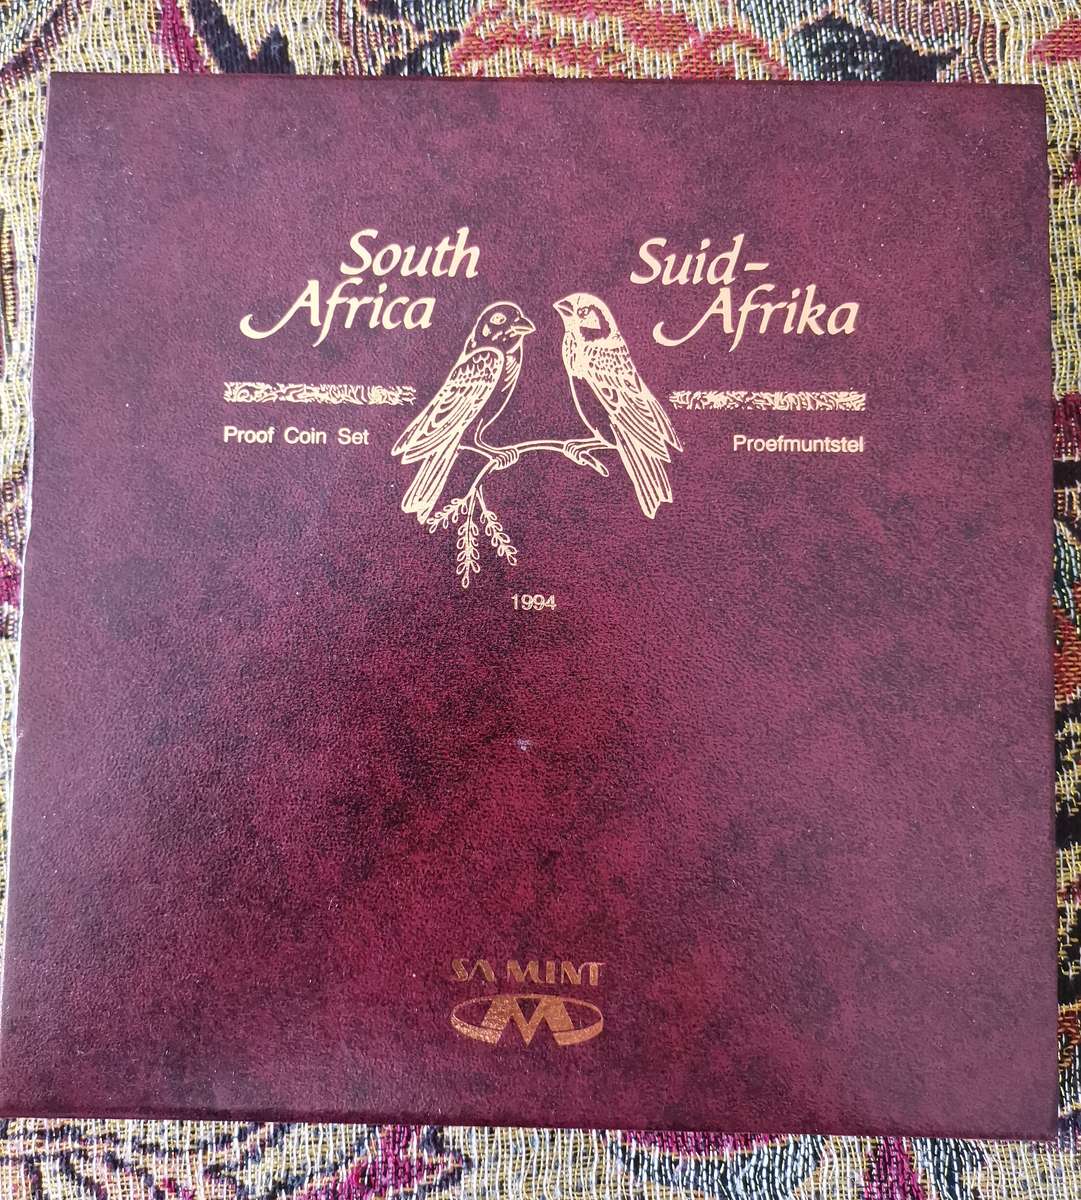 South
Africa
Suid-
Afrika
Proof Coin Set
Proefmuntstel
1994
SA MINT